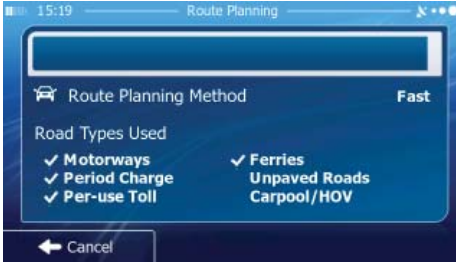 15:19 Route Planning
Route Planning Method Fast
Road Types Used
Motorways Ferries
Period Charge Unpaved Roads
Per-use Toll Carpool/HOV
Cancel